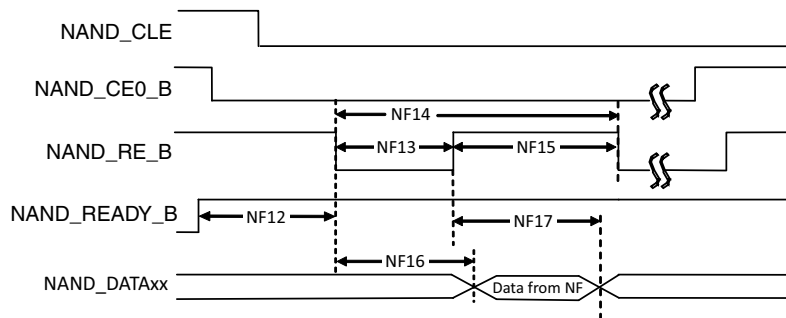 NAND_CLE
NAND_CE0_B
NF14
NAND_RE_B
NF13
NF15
NAND_READY_B
NF12
NF17
NF16
NAND_DATAxx
Data from NF